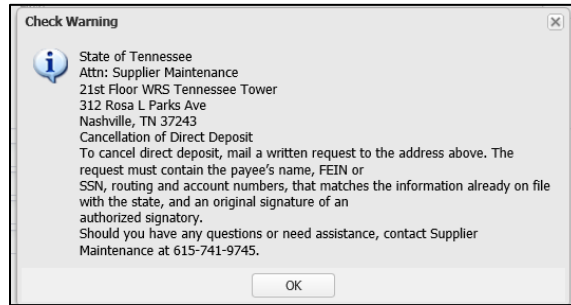 Check Warning
State of Tennessee
Attn: Supplier Maintenance
21st Floor WRS Tennessee Tower
312 Rosa L Parks Ave
Nashville, TN 37243
Cancellation of Direct Deposit
To cancel direct deposit, mail a written request to the address above. The
request must contain the payee's name, FEIN or
SSN, routing and account numbers, that matches the information already on file
with the state, and an original signature of an
authorized signatory.
Should you have any questions or need assistance, contact Supplier
Maintenance at 615-741-9745.
OK